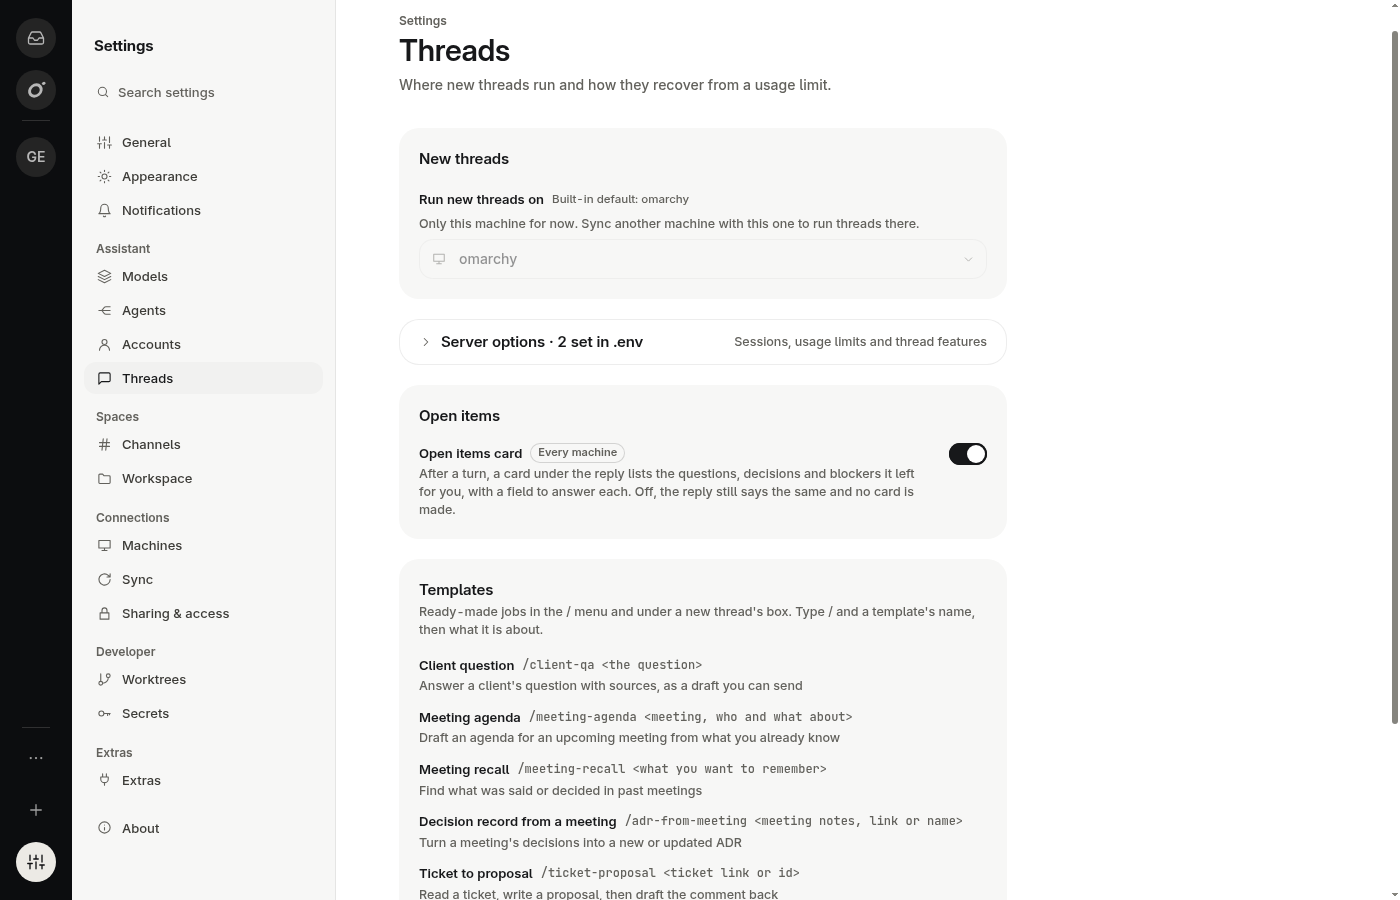 GE
Settings
Search settings
General
Appearance
Notifications
Assistant
Models
Agents
Accounts
Threads
Spaces
Channels
Workspace
Connections
Machines
Sync
Sharing & access
Developer
Worktrees
Secrets
Extras
Extras
About
Settings
Threads
Where new threads run and how they recover from a usage limit.
New threads
Run new threads on Built-in default: omarchy
Only this machine for now. Sync another machine with this one to run threads there.
omarchy
Server options · 2 set in .env Sessions, usage limits and thread features
Open items
Open items card Every machine
After a turn, a card under the reply lists the questions, decisions and blockers it left
for you, with a field to answer each. Off, the reply still says the same and no card is
made.
Templates
Ready-made jobs in the / menu and under a new thread's box. Type / and a template's name,
then what it is about.
Client question /client-qa <the question>
Answer a client's question with sources, as a draft you can send
Meeting agenda /meeting-agenda <meeting, who and what about>
Draft an agenda for an upcoming meeting from what you already know
Meeting recall /meeting-recall <what you want to remember>
Find what was said or decided in past meetings
Decision record from a meeting /adr-from-meeting <meeting notes, link or name>
Turn a meeting's decisions into a new or updated ADR
Ticket to proposal /ticket-proposal <ticket link or id>
Read a ticket, write a proposal, then draft the comment back